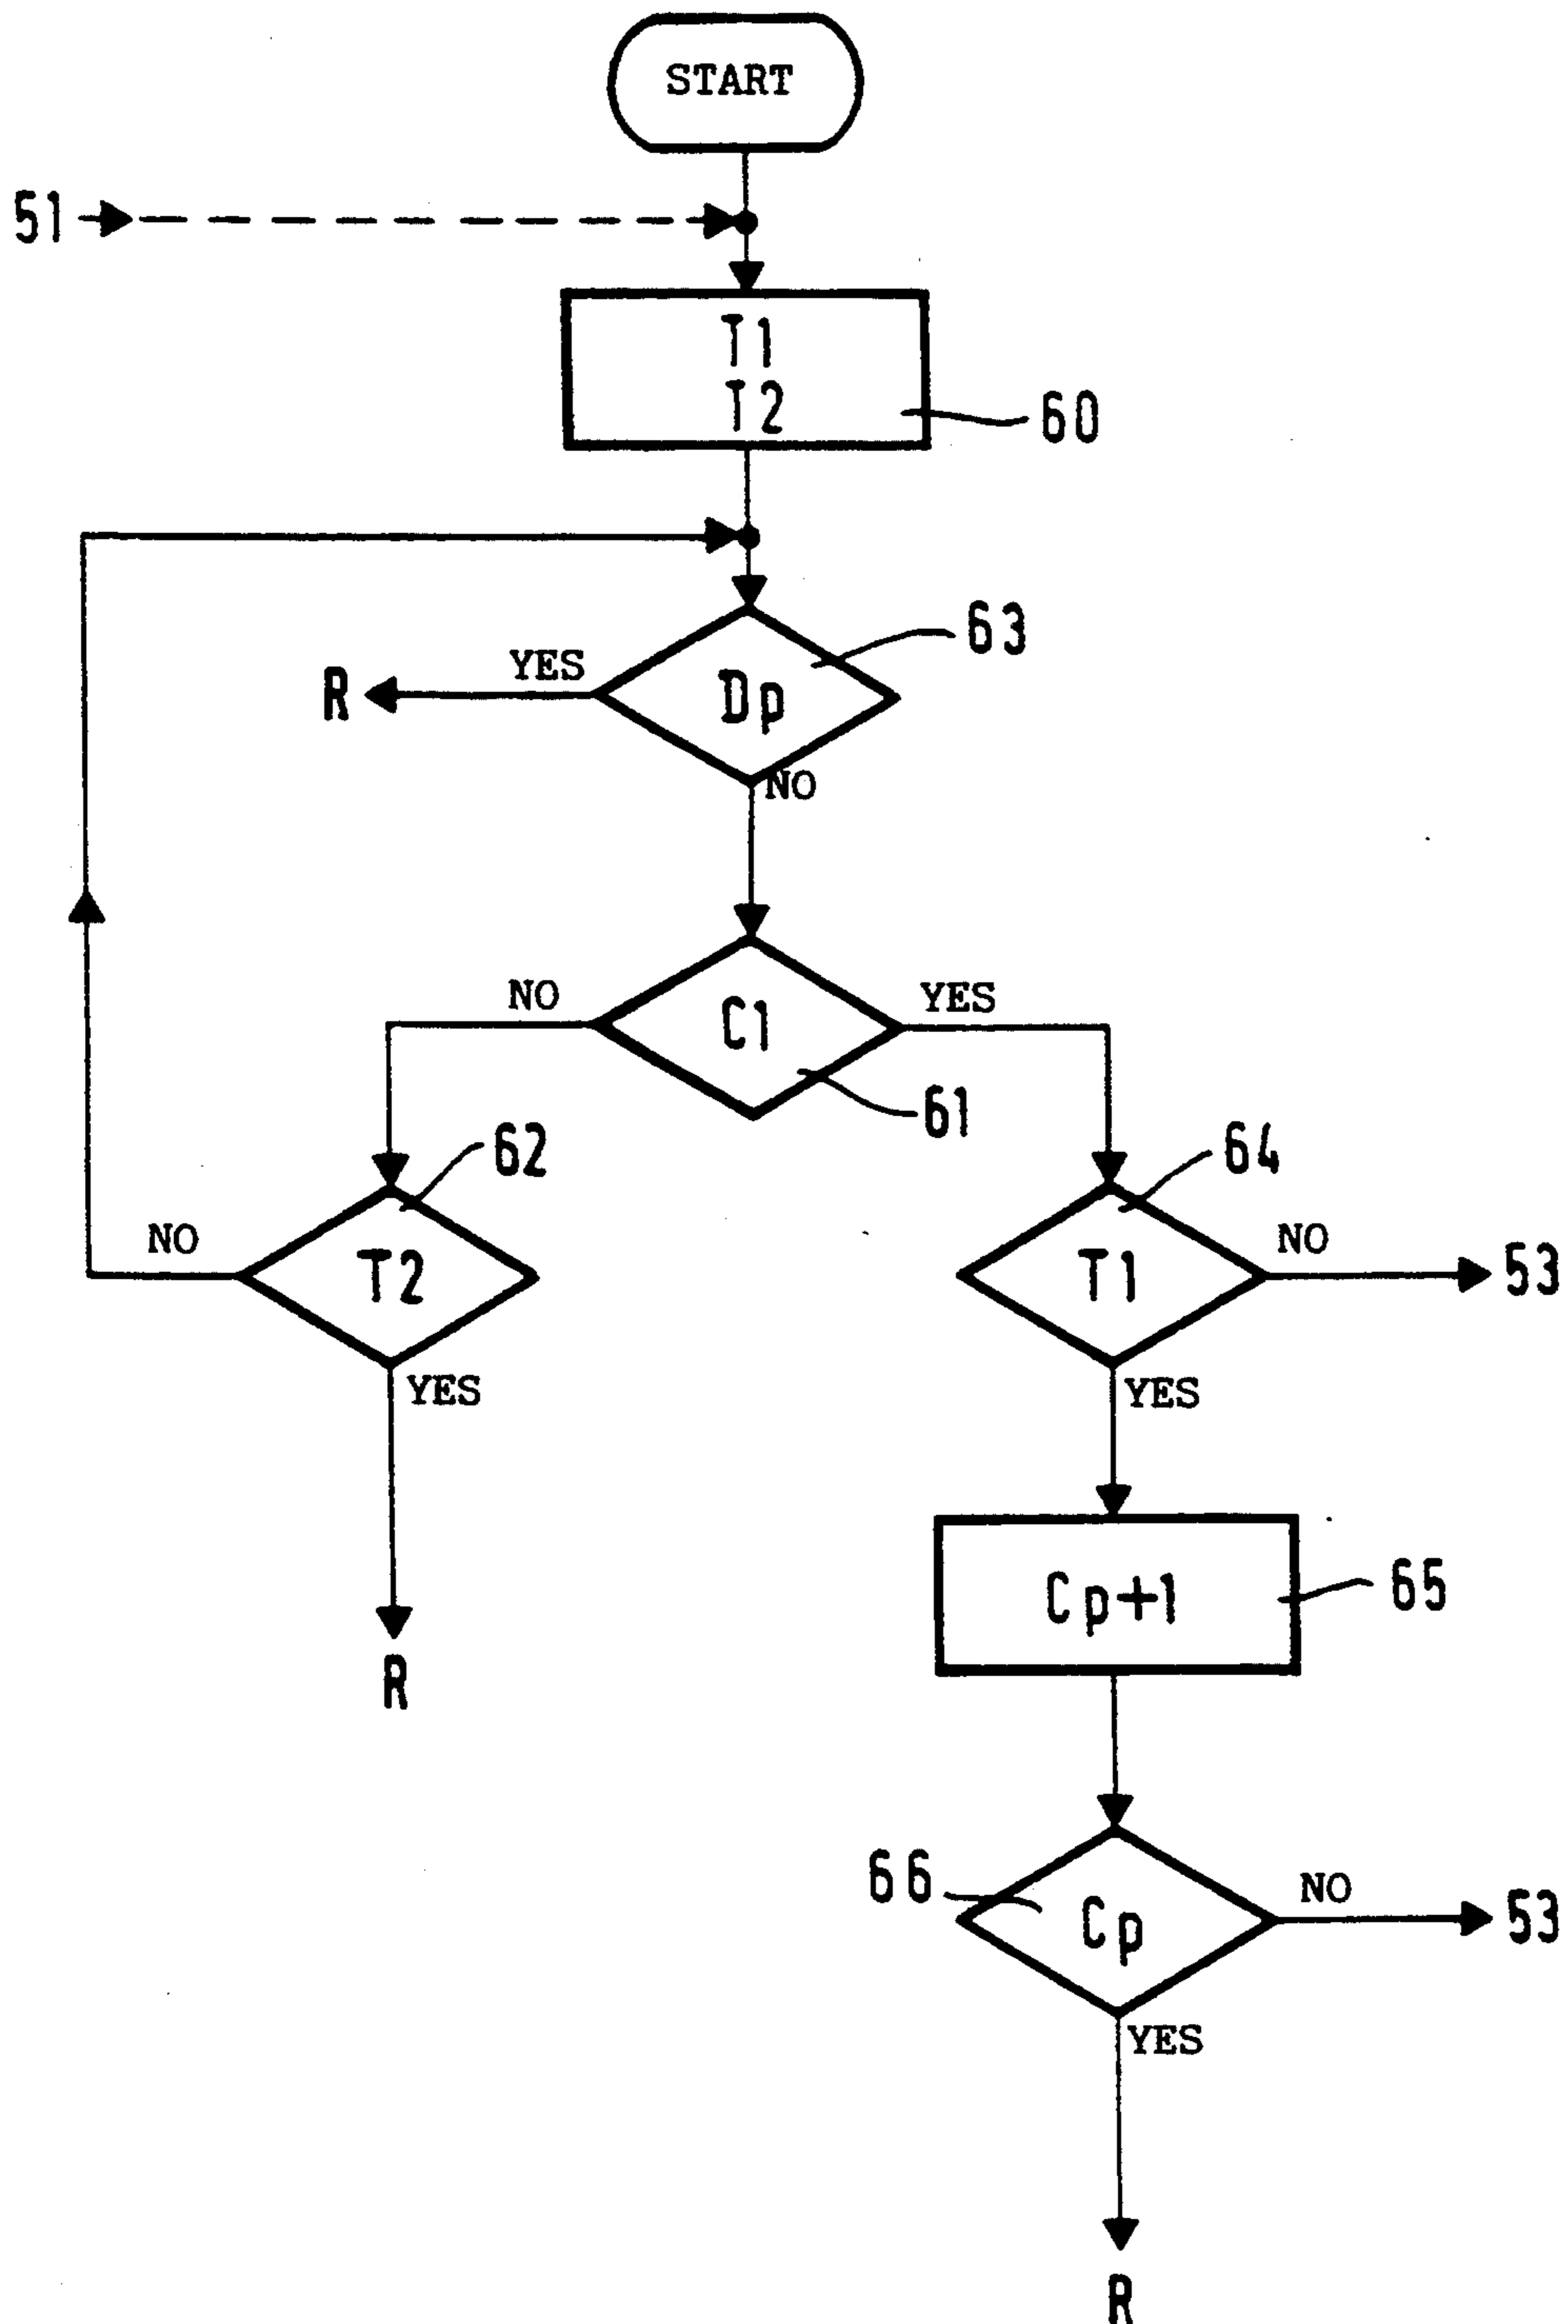 START
51
T1
T2
60
63
YES
R
Dp
NO
NO
YES
C1
61
62
64
NO
T2
T1
NO
53
YES
YES
Cp+1
65
R
66
Cp
NO
53
YES
R